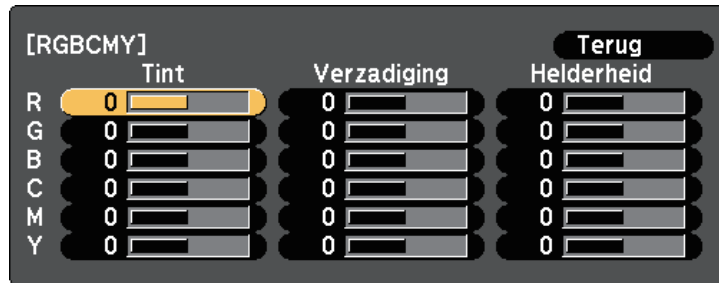 [RGBCMY] Terug
Tint Verzadiging Helderheid
R 0 0 0
G 0 0 0
B 0 0 0
C 0 0 0
M 0 0 0
Y 0 0 0